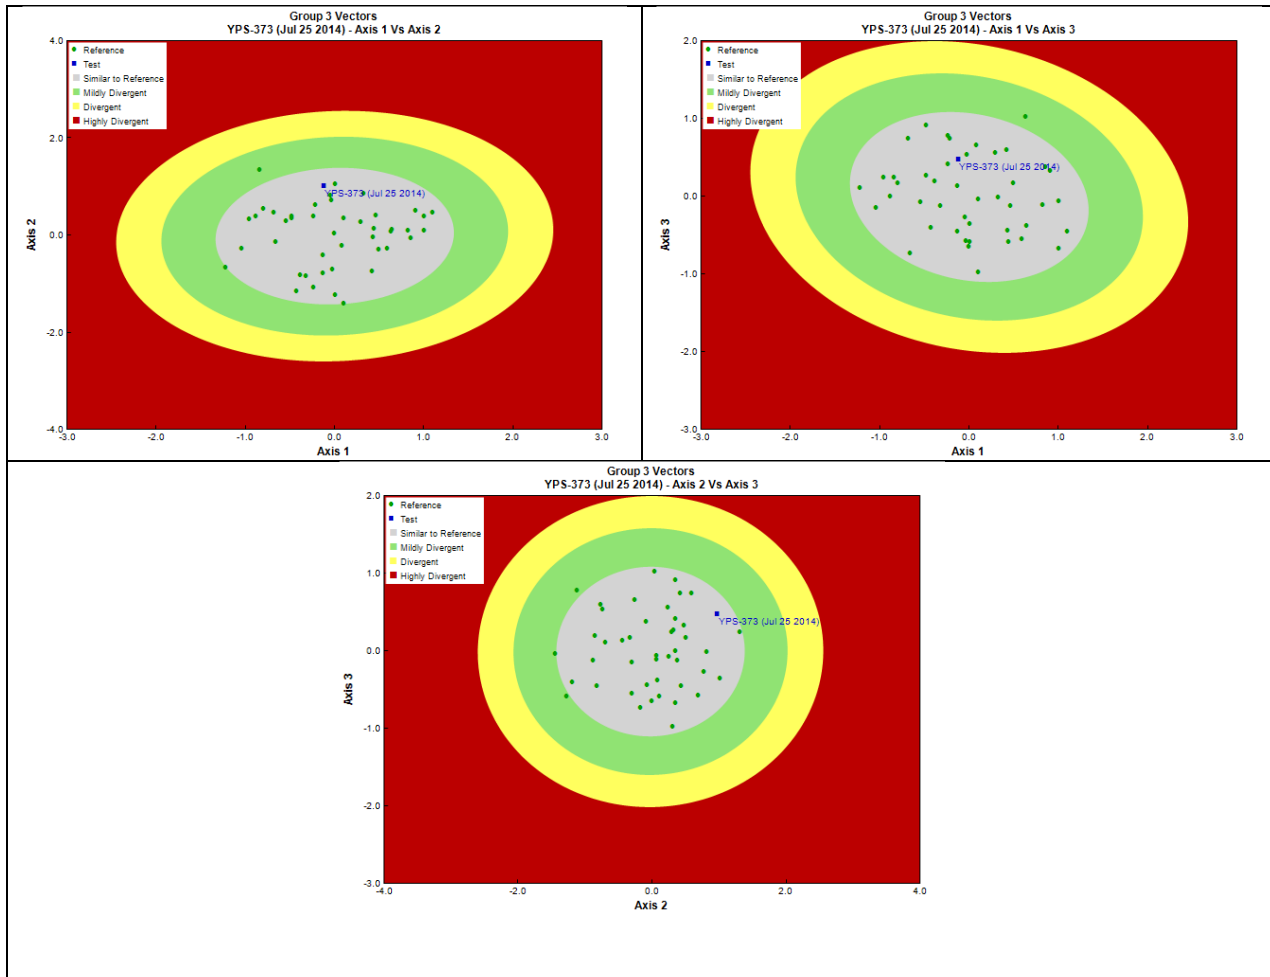 Group 3 Vectors
YPS-373 (Jul 25 2014) - Axis 1 Vs Axis 2
4.0
2.0
0.0
-2.0
-4.0
Axis 2
Reference
Test
Similar to Reference
Mildly Divergent
Divergent
Highly Divergent
YPS-373 (Jul 25 2014)
-3.0 -2.0 -1.0 0.0 1.0 2.0 3.0
Axis 1
Group 3 Vectors
YPS-373 (Jul 25 2014) - Axis 1 Vs Axis 3
2.0
1.0
0.0
-1.0
-2.0
-3.0
Axis 3
Reference
Test
Similar to Reference
Mildly Divergent
Divergent
Highly Divergent
YPS-373 (Jul 25 2014)
-3.0 -2.0 -1.0 0.0 1.0 2.0 3.0
Axis 1
Group 3 Vectors
YPS-373 (Jul 25 2014) - Axis 2 Vs Axis 3
2.0
1.0
0.0
-1.0
-2.0
-3.0
Axis 3
Reference
Test
Similar to Reference
Mildly Divergent
Divergent
Highly Divergent
YPS-373 (Jul 25 2014)
-4.0 -2.0 0.0 2.0 4.0
Axis 2